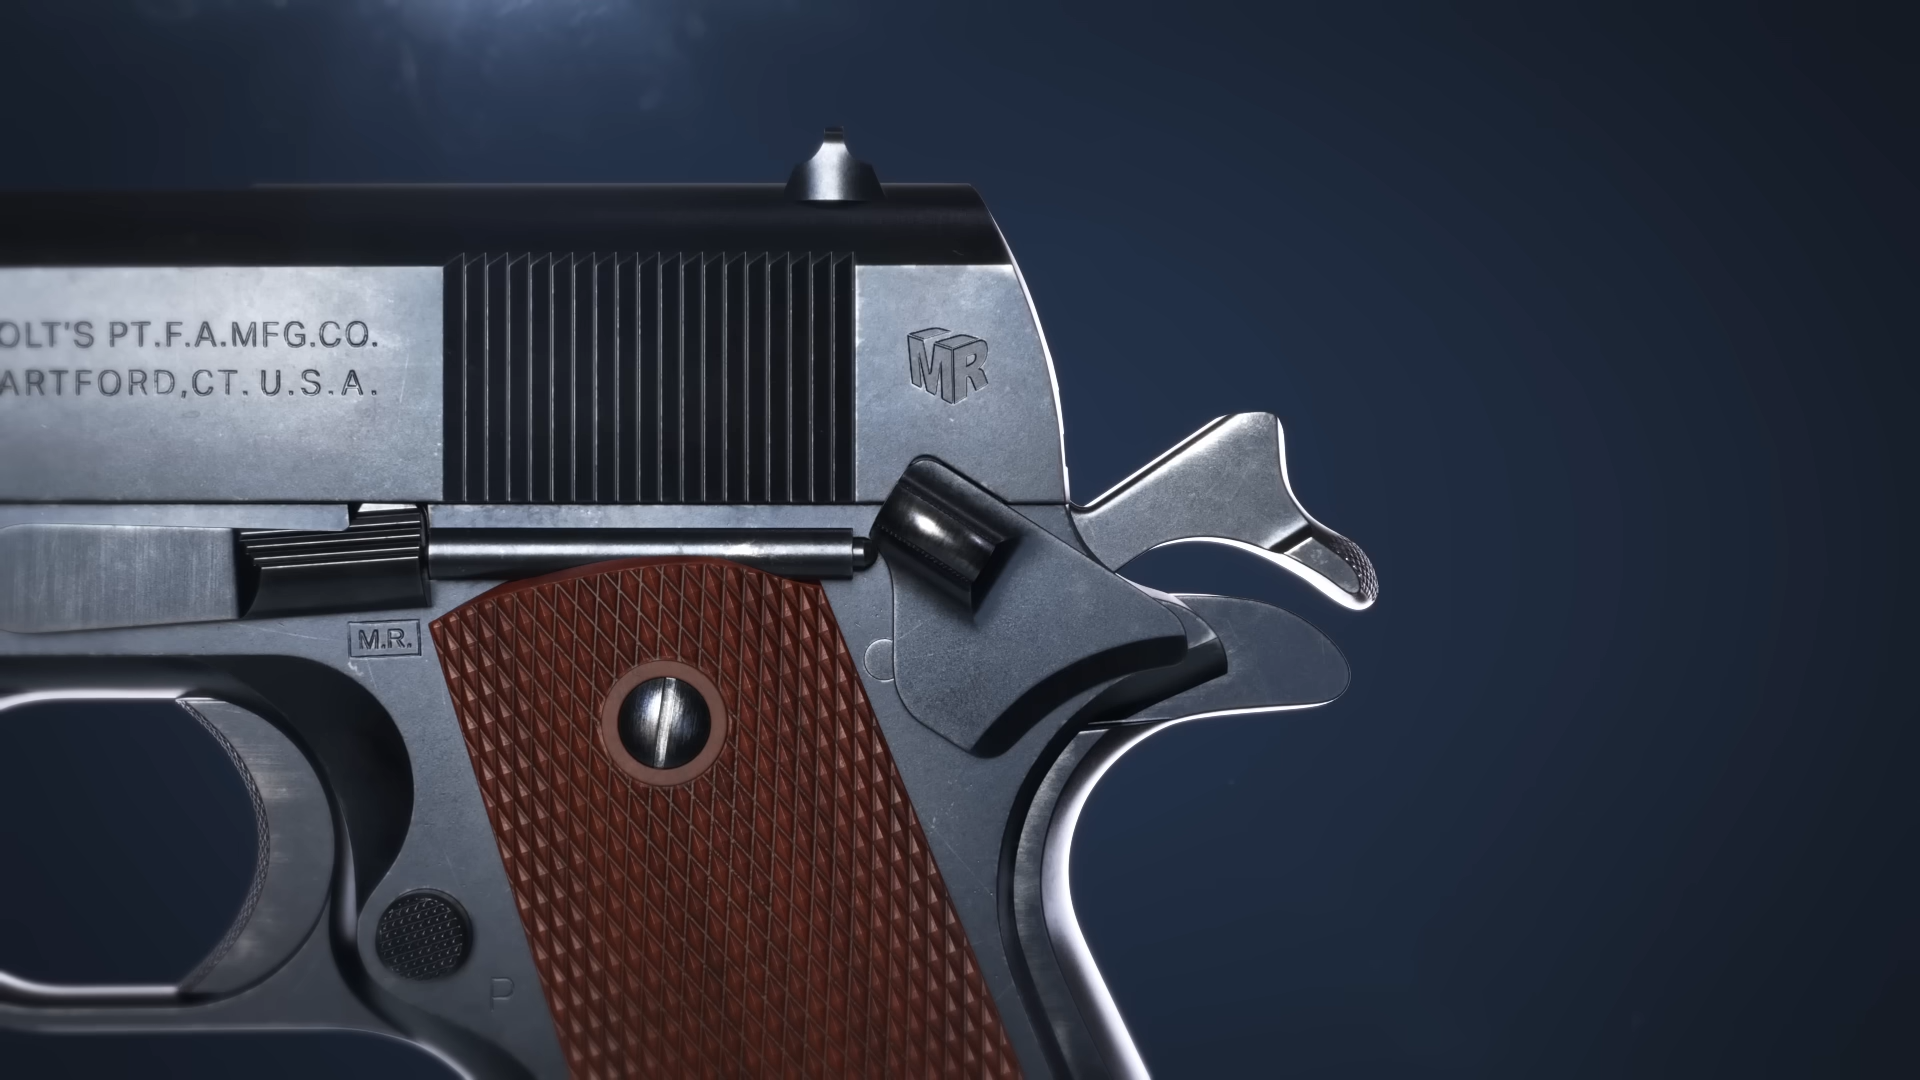 OLT'S PT.F.A.MFG.CO.
ARTFORD,CT. U.S.A.
MR
M.R.
P